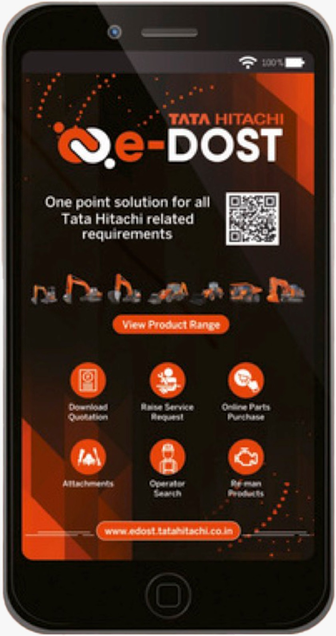 100%
TATA HITACHI
e-DOST
One point solution for all
Tata Hitachi related
requirements
View Product Range
Download
Quotation
Raise Service
Request
Online Parts
Purchase
Attachments
Operator
Search
Re-man
Products
www.edost.tatahitachi.co.in